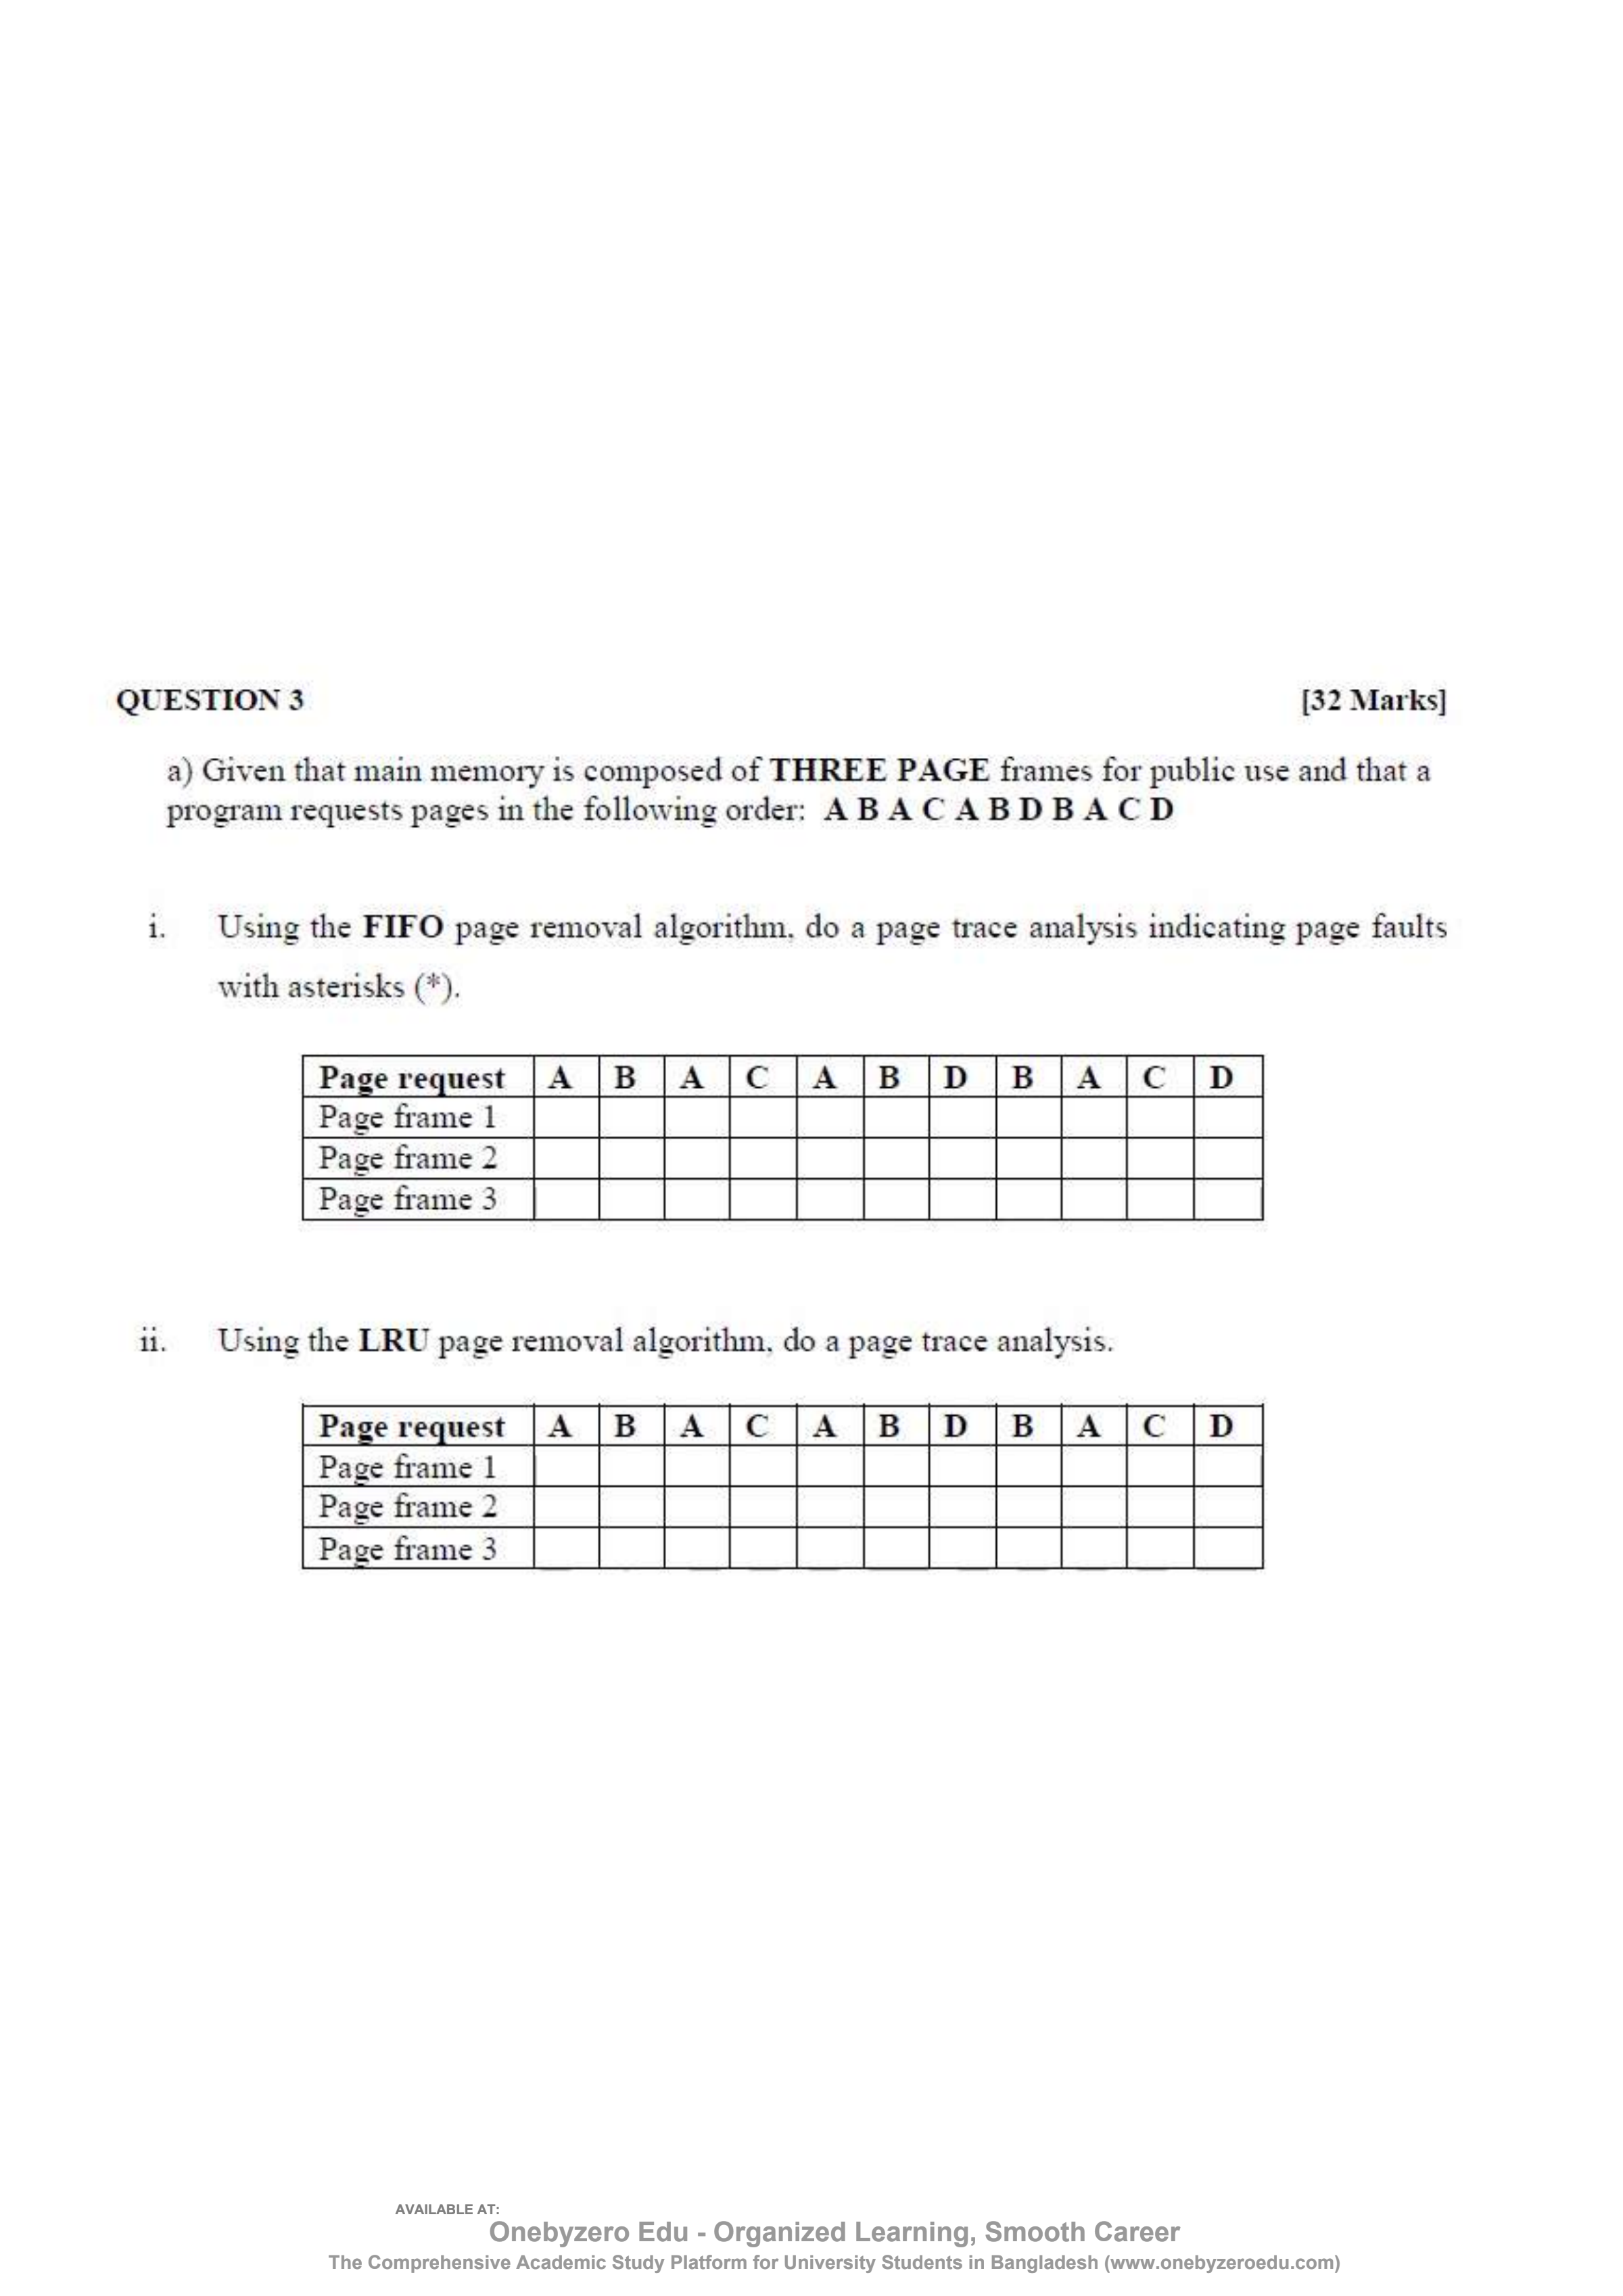 QUESTION 3 [32 Marks]
a) Given that main memory is composed of THREE PAGE frames for public use and that a
program requests pages in the following order: A B A C A B D B A C D
i. Using the FIFO page removal algorithm, do a page trace analysis indicating page faults
with asterisks (*).
Page request A B A C A B D B A C D
Page frame 1
Page frame 2
Page frame 3
ii. Using the LRU page removal algorithm, do a page trace analysis.
Page request A B A C A B D B A C D
Page frame 1
Page frame 2
Page frame 3
AVAILABLE AT:
Onebyzero Edu - Organized Learning, Smooth Career
The Comprehensive Academic Study Platform for University Students in Bangladesh (www.onebyzeroedu.com)